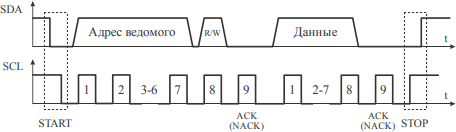 SDA
Адрес ведомого
R/W
Данные
t
SCL
1
2
3-6
7
8
9
1
2-7
8
9
t
START
ACK
(NACK)
ACK
(NACK)
STOP